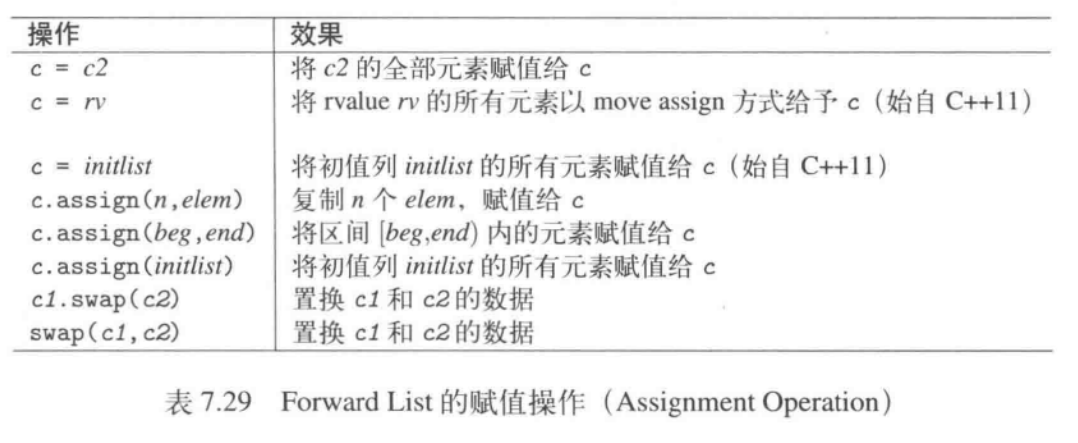 操作 效果
c = c2 将 c2 的全部元素赋值给 c
c = rv 将 rvalue rv 的所有元素以 move assign 方式给予 c（始自 C++11）
c = initlist 将初值列 initlist 的所有元素赋值给 c（始自 C++11）
c.assign(n,elem) 复制 n 个 elem，赋值给 c
c.assign(beg,end) 将区间 [beg,end) 内的元素赋值给 c
c.assign(initlist) 将初值列 initlist 的所有元素赋值给 c
c1.swap(c2) 置换 c1 和 c2 的数据
swap(c1,c2) 置换 c1 和 c2 的数据
表 7.29 Forward List 的赋值操作（Assignment Operation）